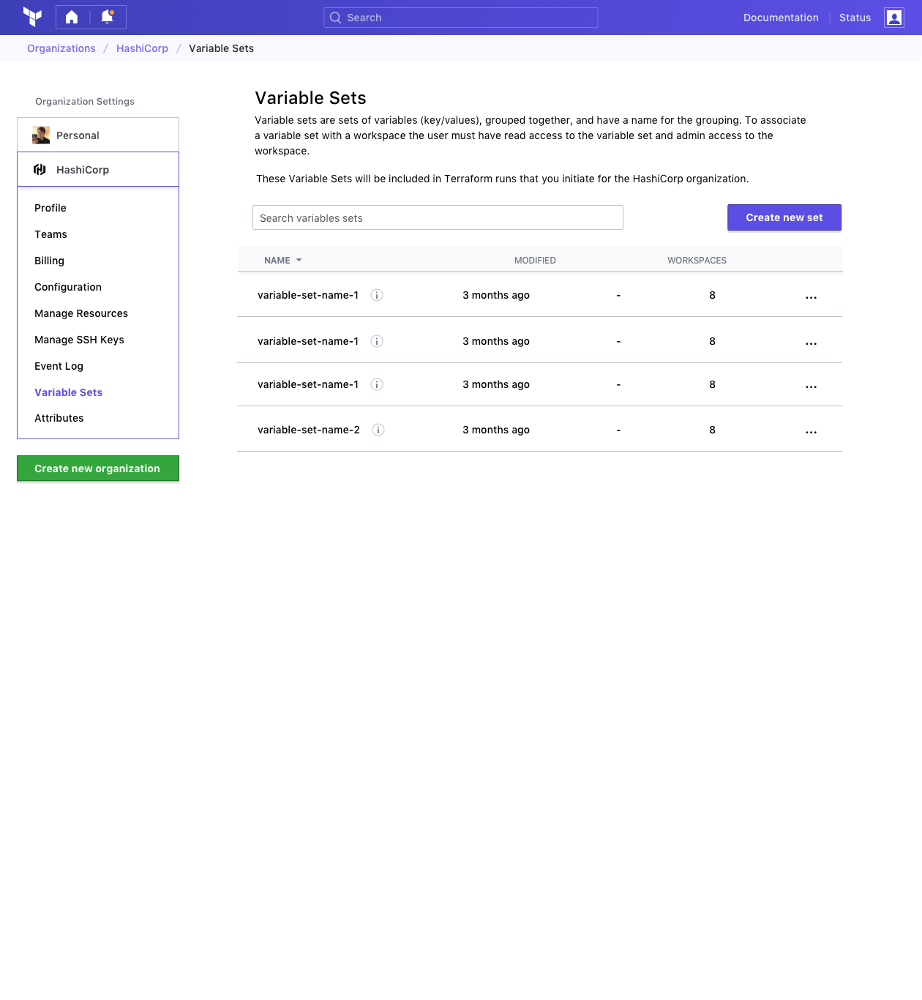 Search
Documentation
Status
Organizations / HashiCorp / Variable Sets
Organization Settings
Personal
HashiCorp
Profile
Teams
Billing
Configuration
Manage Resources
Manage SSH Keys
Event Log
Variable Sets
Attributes
Create new organization
Variable Sets
Variable sets are sets of variables (key/values), grouped together, and have a name for the grouping. To associate
a variable set with a workspace the user must have read access to the variable set and admin access to the
workspace.
These Variable Sets will be included in Terraform runs that you initiate for the HashiCorp organization.
Search variables sets
Create new set
NAME MODIFIED WORKSPACES
variable-set-name-1 3 months ago - 8 ...
variable-set-name-1 3 months ago - 8 ...
variable-set-name-1 3 months ago - 8 ...
variable-set-name-2 3 months ago - 8 ...